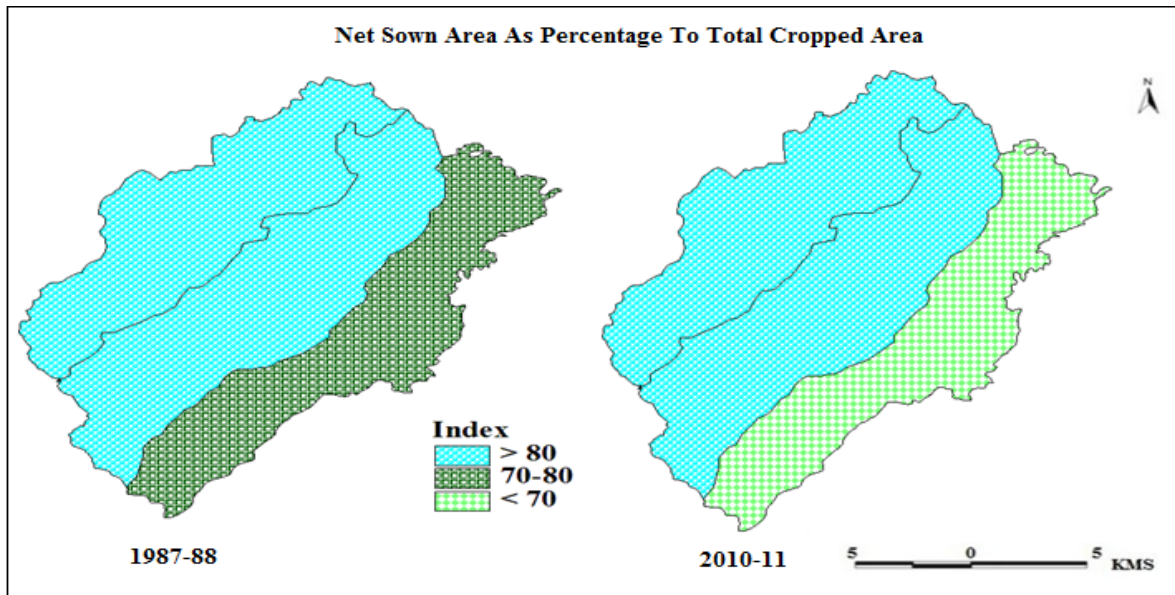 Net Sown Area As Percentage To Total Cropped Area
N
Index
> 80
70-80
< 70
1987-88
2010-11
5 0 5
KMS